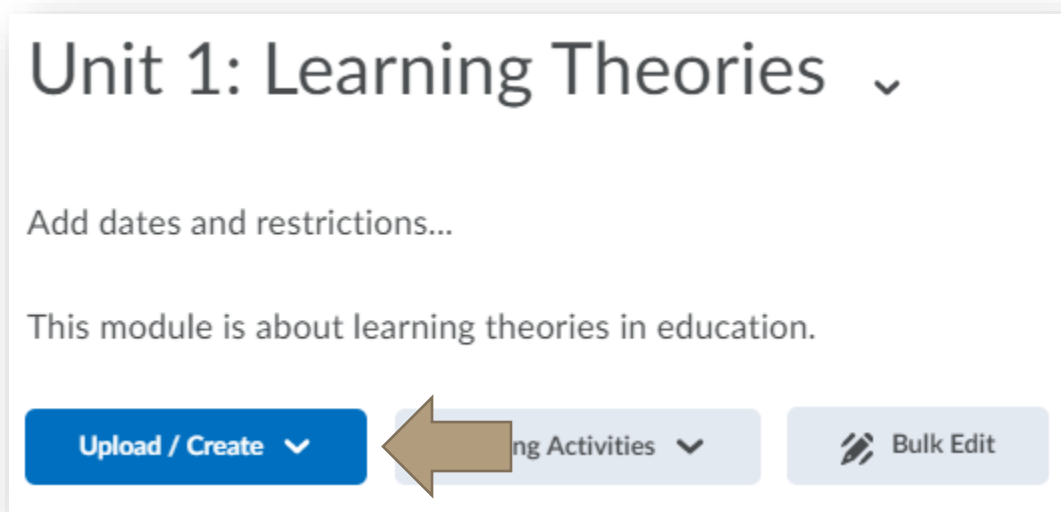 Unit 1: Learning Theories
Add dates and restrictions...
This module is about learning theories in education.
Upload / Create
Activities
Bulk Edit